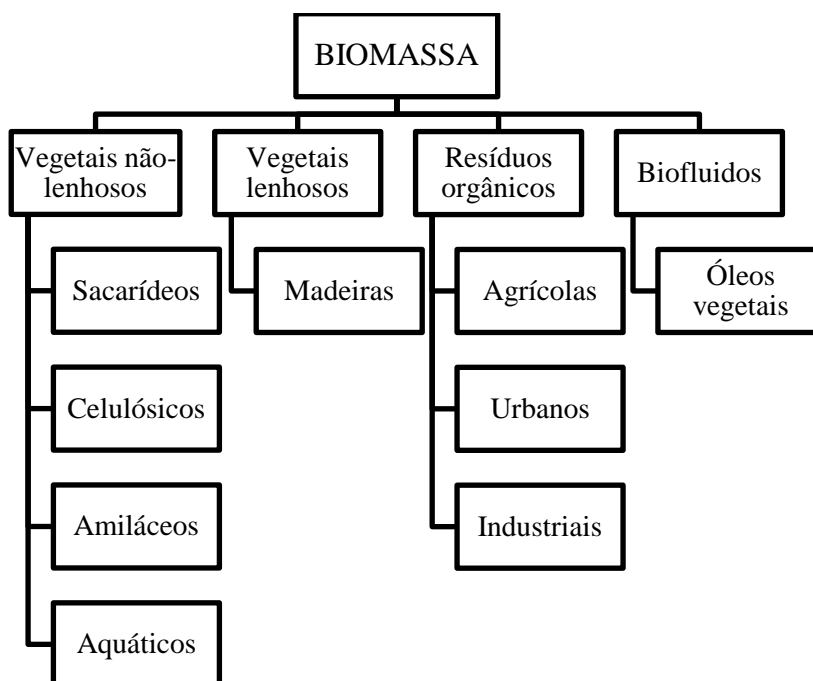 BIOMASSA
Vegetais não-
lenhosos
Vegetais
lenhosos
Resíduos
orgânicos
Biofluidos
Sacarídeos
Madeiras
Agrícolas
Óleos
vegetais
Celulósicos
Urbanos
Amiláceos
Industriais
Aquáticos